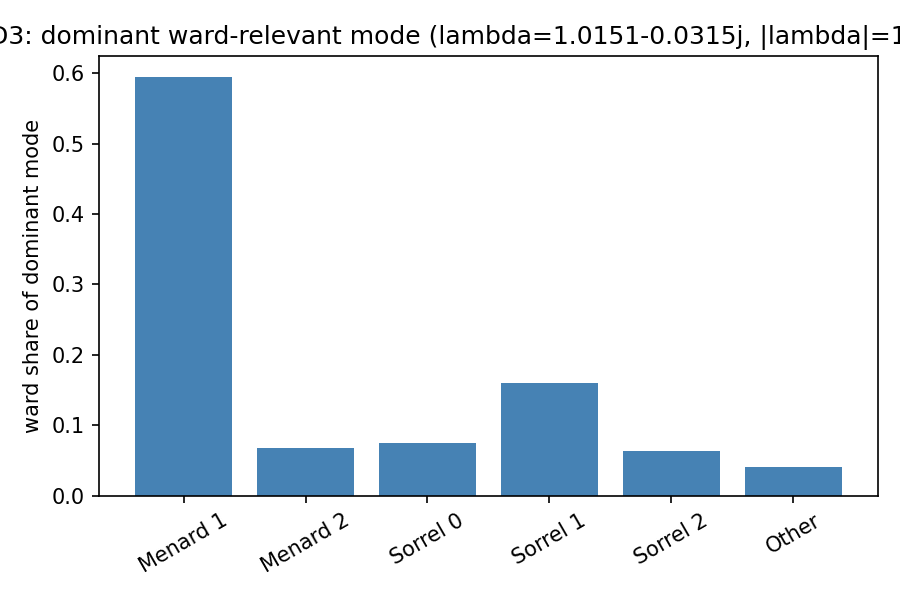 D3: dominant ward-relevant mode (lambda=1.0151-0.0315j, |lambda|=1
ward share of dominant mode
0.6
0.5
0.4
0.3
0.2
0.1
0.0
Menard 1
Menard 2
Sorrel 0
Sorrel 1
Sorrel 2
Other